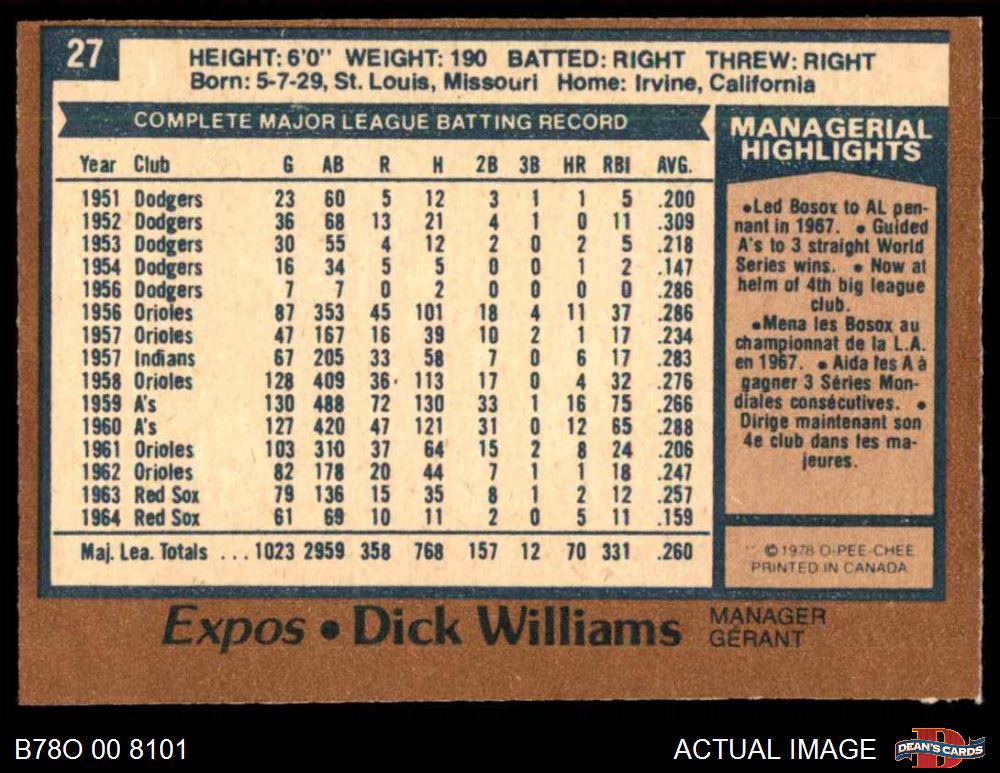 27
HEIGHT: 6'0" WEIGHT: 190 BATTED: RIGHT THREW: RIGHT
Born: 5-7-29, St. Louis, Missouri Home: Irvine, California
COMPLETE MAJOR LEAGUE BATTING RECORD
Year Club G AB R H 2B 3B HR RBI AVG.
1951 Dodgers 23 60 5 12 3 1 1 5 .200
1952 Dodgers 36 68 13 21 4 1 0 11 .309
1953 Dodgers 30 55 4 12 2 0 2 5 .218
1954 Dodgers 16 34 5 5 0 0 1 2 .147
1956 Dodgers 7 7 0 2 0 0 0 0 .286
1956 Orioles 87 353 45 101 18 4 11 37 .286
1957 Orioles 47 167 16 39 10 2 1 17 .234
1957 Indians 67 205 33 58 7 0 6 17 .283
1958 Orioles 128 409 36 113 17 0 4 32 .276
1959 A's 130 488 72 130 33 1 16 75 .266
1960 A's 127 420 47 121 31 0 12 65 .288
1961 Orioles 103 310 37 64 15 2 8 24 .206
1962 Orioles 82 178 20 44 7 1 1 18 .247
1963 Red Sox 79 136 15 35 8 1 2 12 .257
1964 Red Sox 61 69 10 11 2 0 5 11 .159
Maj. Lea. Totals ... 1023 2959 358 768 157 12 70 331 .260
MANAGERIAL
HIGHLIGHTS
•Led Bosox to AL pen-
nant in 1967. • Guided
A's to 3 straight World
Series wins. • Now at
helm of 4th big league
club.
•Mena les Bosox au
championnat de la L.A.
en 1967. • Aida les A à
gagner 3 Séries Mon-
diales consécutives. •
Dirige maintenant son
4e club dans les ma-
jeures.
©1978 O-PEE-CHEE
PRINTED IN CANADA
Expos • Dick Williams
MANAGER
GÉRANT
B78O 00 8101
ACTUAL IMAGE
DEAN'S CARDS